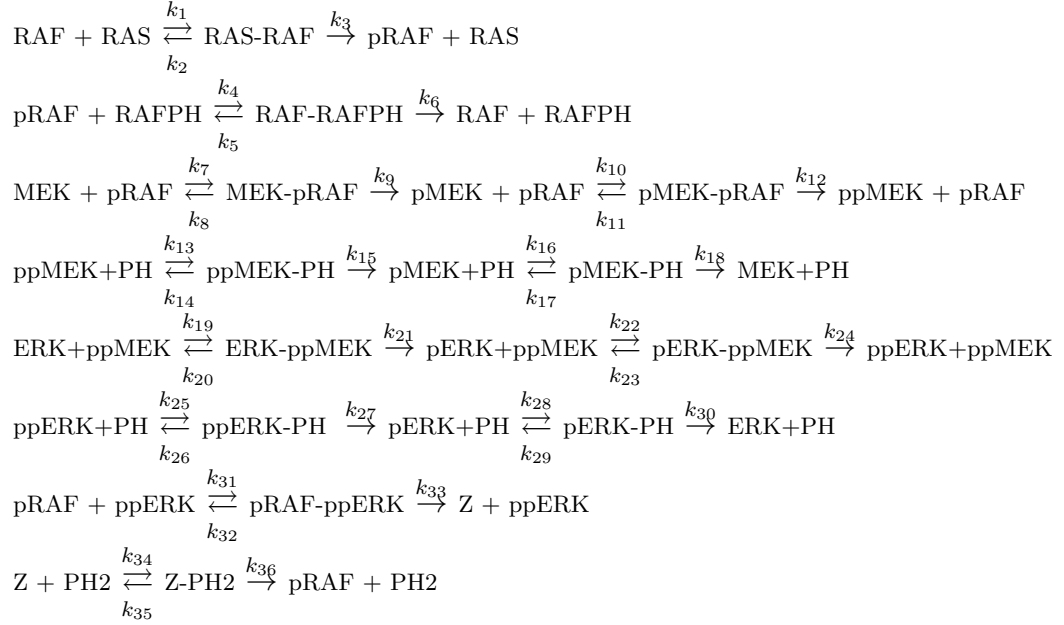 k₁ k₃
RAF + RAS ⇄ RAS-RAF → pRAF + RAS
k₂
k₄ k₆
pRAF + RAFPH ⇄ RAF-RAFPH → RAF + RAFPH
k₅
k₇ k₉ k₁₀ k₁₂
MEK + pRAF ⇄ MEK-pRAF → pMEK + pRAF ⇄ pMEK-pRAF → ppMEK + pRAF
k₈ k₁₁
k₁₃ k₁₅ k₁₆ k₁₈
ppMEK+PH ⇄ ppMEK-PH → pMEK+PH ⇄ pMEK-PH → MEK+PH
k₁₄ k₁₇
k₁₉ k₂₁ k₂₂ k₂₄
ERK+ppMEK ⇄ ERK-ppMEK → pERK+ppMEK ⇄ pERK-ppMEK → ppERK+ppMEK
k₂₀ k₂₃
k₂₅ k₂₇ k₂₈ k₃₀
ppERK+PH ⇄ ppERK-PH → pERK+PH ⇄ pERK-PH → ERK+PH
k₂₆ k₂₉
k₃₁ k₃₃
pRAF + ppERK ⇄ pRAF-ppERK → Z + ppERK
k₃₂
k₃₄ k₃₆
Z + PH2 ⇄ Z-PH2 → pRAF + PH2
k₃₅